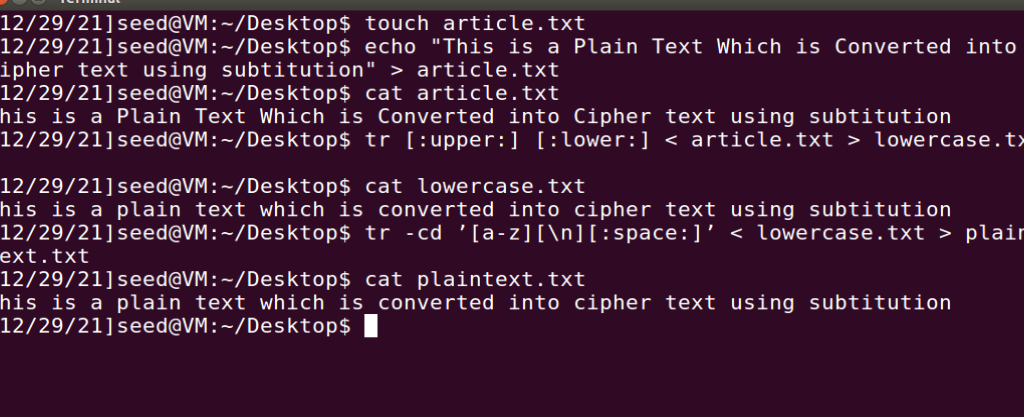 Terminal
12/29/21]seed@VM:~/Desktop$ touch article.txt
12/29/21]seed@VM:~/Desktop$ echo "This is a Plain Text Which is Converted into
ipher text using subtitution" > article.txt
12/29/21]seed@VM:~/Desktop$ cat article.txt
his is a Plain Text Which is Converted into Cipher text using subtitution
12/29/21]seed@VM:~/Desktop$ tr [:upper:] [:lower:] < article.txt > lowercase.tx
12/29/21]seed@VM:~/Desktop$ cat lowercase.txt
his is a plain text which is converted into cipher text using subtitution
12/29/21]seed@VM:~/Desktop$ tr -cd ’[a-z][\n][:space:]’ < lowercase.txt > plain
ext.txt
12/29/21]seed@VM:~/Desktop$ cat plaintext.txt
his is a plain text which is converted into cipher text using subtitution
12/29/21]seed@VM:~/Desktop$